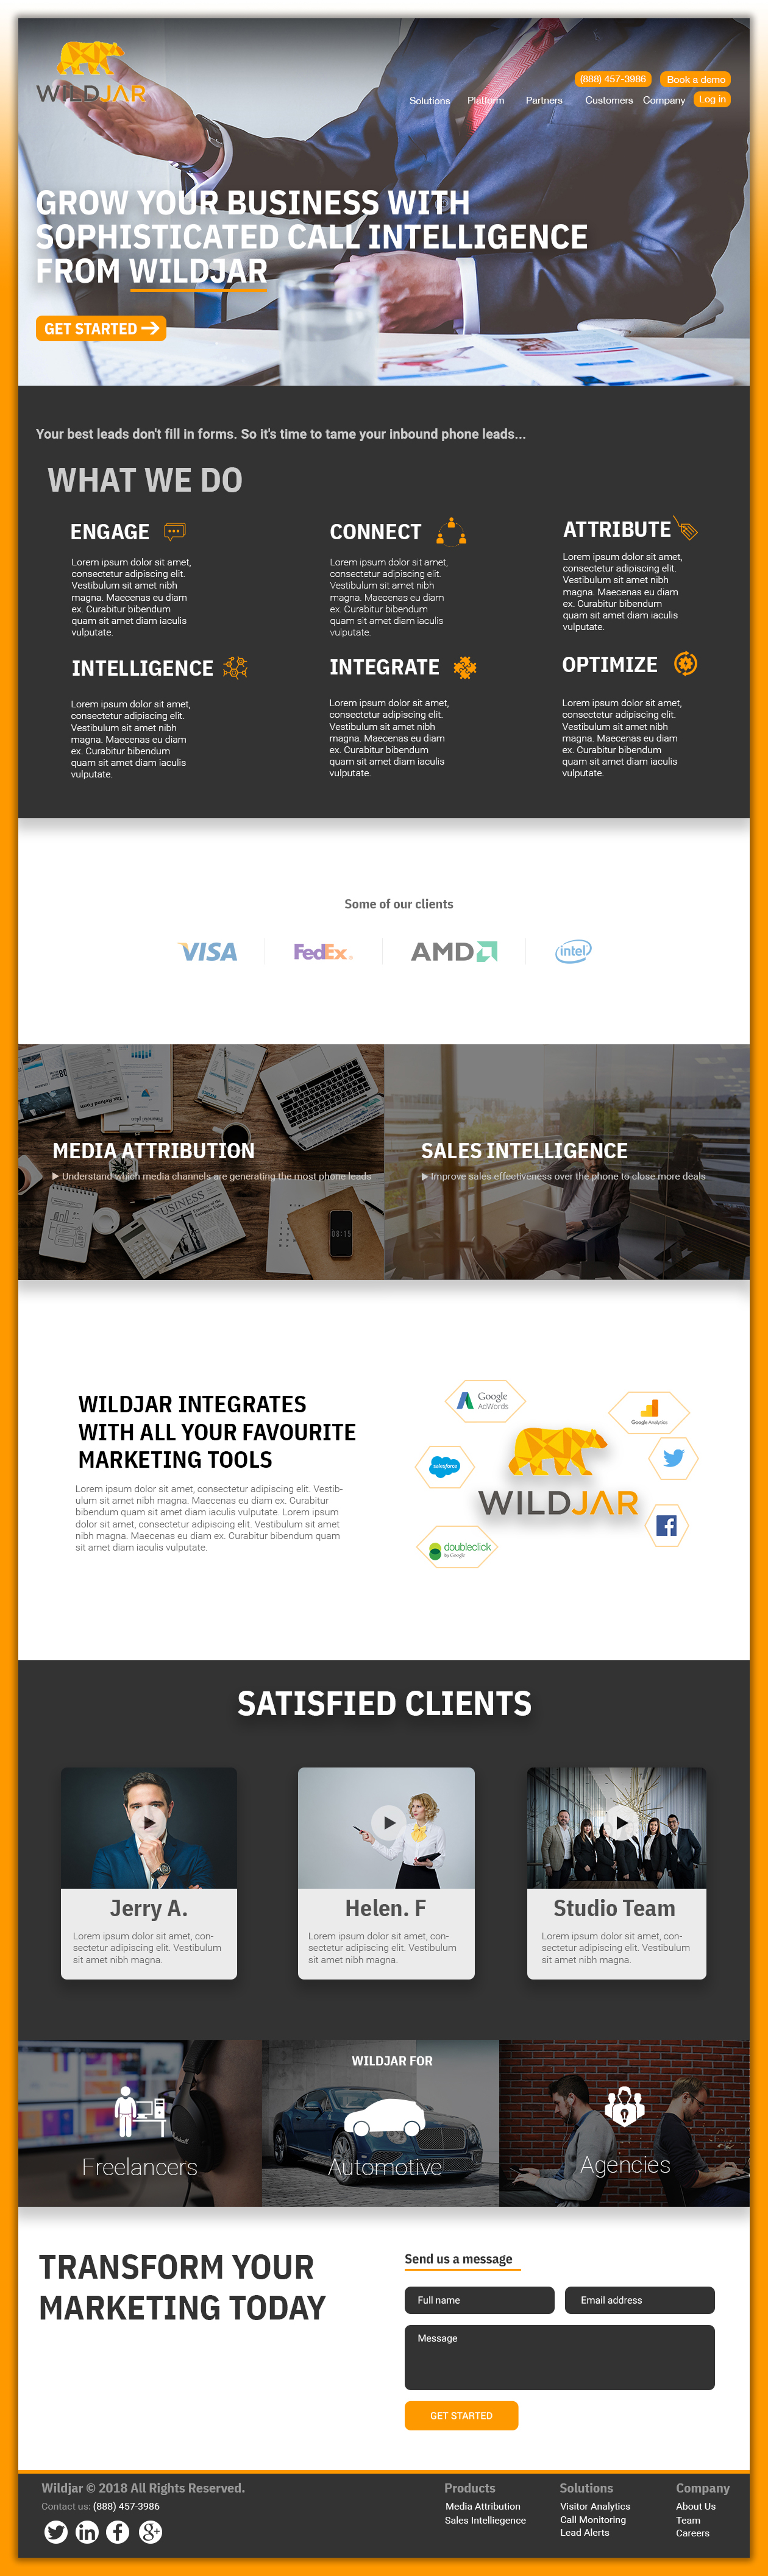 WILDJAR
(888) 457-3986
Book a demo
Solutions
Platform
Partners
Customers
Company
Log in
GROW YOUR BUSINESS WITH
SOPHISTICATED CALL INTELLIGENCE
FROM WILDJAR
GET STARTED
Your best leads don't fill in forms. So it's time to tame your inbound phone leads...
WHAT WE DO
ENGAGE
Lorem ipsum dolor sit amet,
consectetur adipiscing elit.
Vestibulum sit amet nibh
magna. Maecenas eu diam
ex. Curabitur bibendum
quam sit amet diam iaculis
vulputate.
CONNECT
Lorem ipsum dolor sit amet,
consectetur adipiscing elit.
Vestibulum sit amet nibh
magna. Maecenas eu diam
ex. Curabitur bibendum
quam sit amet diam iaculis
vulputate.
ATTRIBUTE
Lorem ipsum dolor sit amet,
consectetur adipiscing elit.
Vestibulum sit amet nibh
magna. Maecenas eu diam
ex. Curabitur bibendum
quam sit amet diam iaculis
vulputate.
INTELLIGENCE
Lorem ipsum dolor sit amet,
consectetur adipiscing elit.
Vestibulum sit amet nibh
magna. Maecenas eu diam
ex. Curabitur bibendum
quam sit amet diam iaculis
vulputate.
INTEGRATE
Lorem ipsum dolor sit amet,
consectetur adipiscing elit.
Vestibulum sit amet nibh
magna. Maecenas eu diam
ex. Curabitur bibendum
quam sit amet diam iaculis
vulputate.
OPTIMIZE
Lorem ipsum dolor sit amet,
consectetur adipiscing elit.
Vestibulum sit amet nibh
magna. Maecenas eu diam
ex. Curabitur bibendum
quam sit amet diam iaculis
vulputate.
Some of our clients
VISA
FedEx
AMD
intel
MEDIA ATTRIBUTION
Understand which media channels are generating the most phone leads
BUSINESS
08:15
SALES INTELLIGENCE
Improve sales effectiveness over the phone to close more deals
WILDJAR INTEGRATES
WITH ALL YOUR FAVOURITE
MARKETING TOOLS
Lorem ipsum dolor sit amet, consectetur adipiscing elit. Vestib-
ulum sit amet nibh magna. Maecenas eu diam ex. Curabitur
bibendum quam sit amet diam iaculis vulputate. Lorem ipsum
dolor sit amet, consectetur adipiscing elit. Vestibulum sit amet
nibh magna. Maecenas eu diam ex. Curabitur bibendum quam
sit amet diam iaculis vulputate.
Google
AdWords
Google Analytics
salesforce
WILDJAR
doubleclick
by Google
SATISFIED CLIENTS
Jerry A.
Lorem ipsum dolor sit amet, con-
sectetur adipiscing elit. Vestibulum
sit amet nibh magna.
Helen. F
Lorem ipsum dolor sit amet, con-
sectetur adipiscing elit. Vestibulum
sit amet nibh magna.
Studio Team
Lorem ipsum dolor sit amet, con-
sectetur adipiscing elit. Vestibulum
sit amet nibh magna.
WILDJAR FOR
Freelancers
Automotive
Agencies
TRANSFORM YOUR
MARKETING TODAY
Send us a message
Full name
Email address
Message
GET STARTED
Wildjar © 2018 All Rights Reserved.
Contact us: (888) 457-3986
Products
Media Attribution
Sales Intelliegence
Solutions
Visitor Analytics
Call Monitoring
Lead Alerts
Company
About Us
Team
Careers